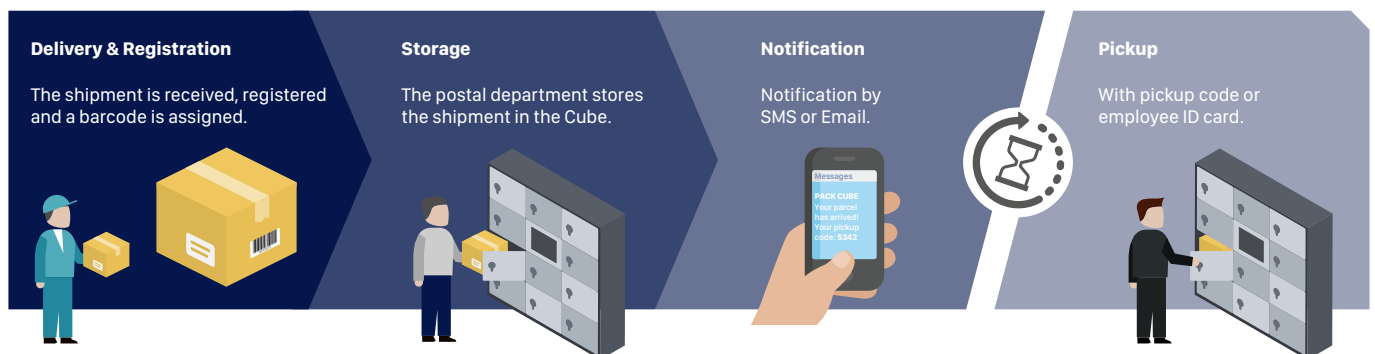 Delivery & Registration
The shipment is received, registered
and a barcode is assigned.
Storage
The postal department stores
the shipment in the Cube.
Notification
Notification by
SMS or Email.
Messages
PACK CUBE
Your parcel
has arrived!
Your pickup
code: 5342
Pickup
With pickup code or
employee ID card.